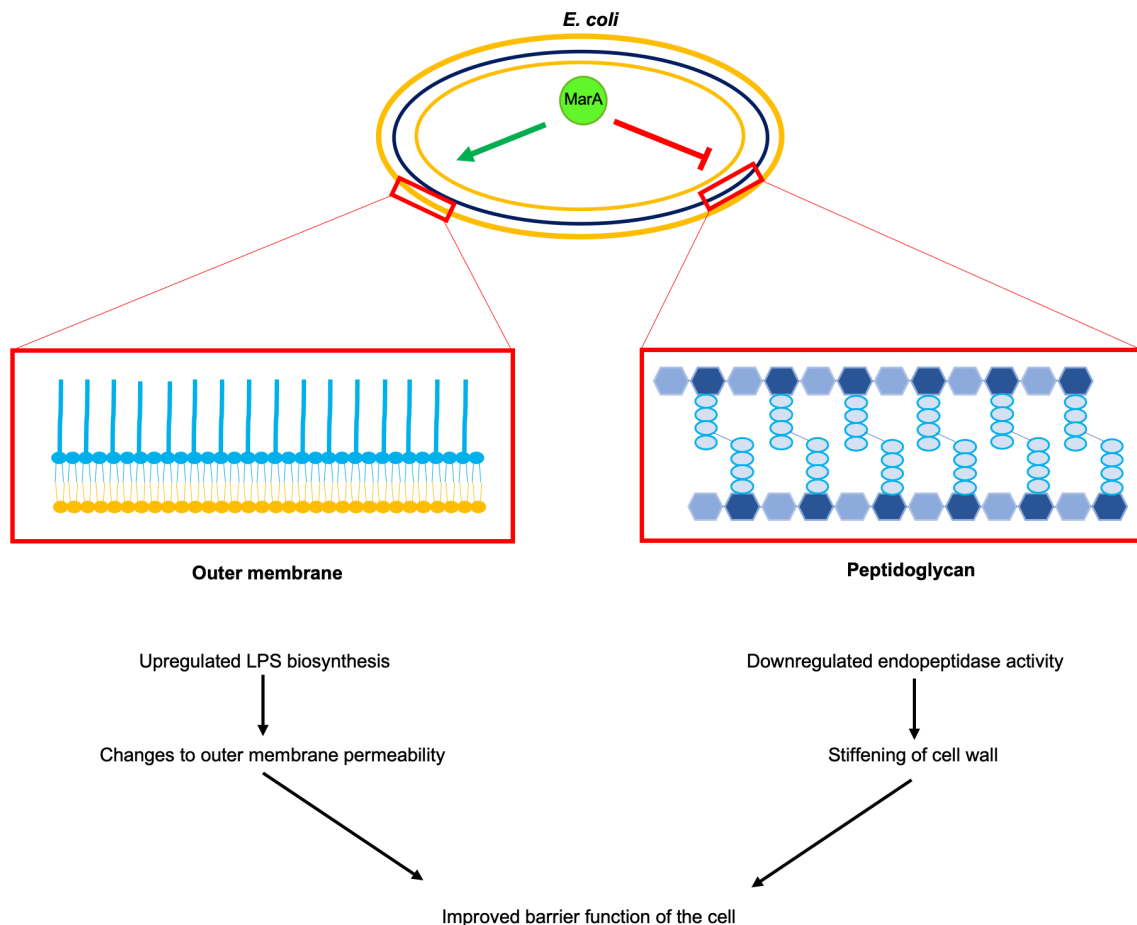 E. coli
MarA
Outer membrane
Peptidoglycan
Upregulated LPS biosynthesis
Downregulated endopeptidase activity
Changes to outer membrane permeability
Stiffening of cell wall
Improved barrier function of the cell